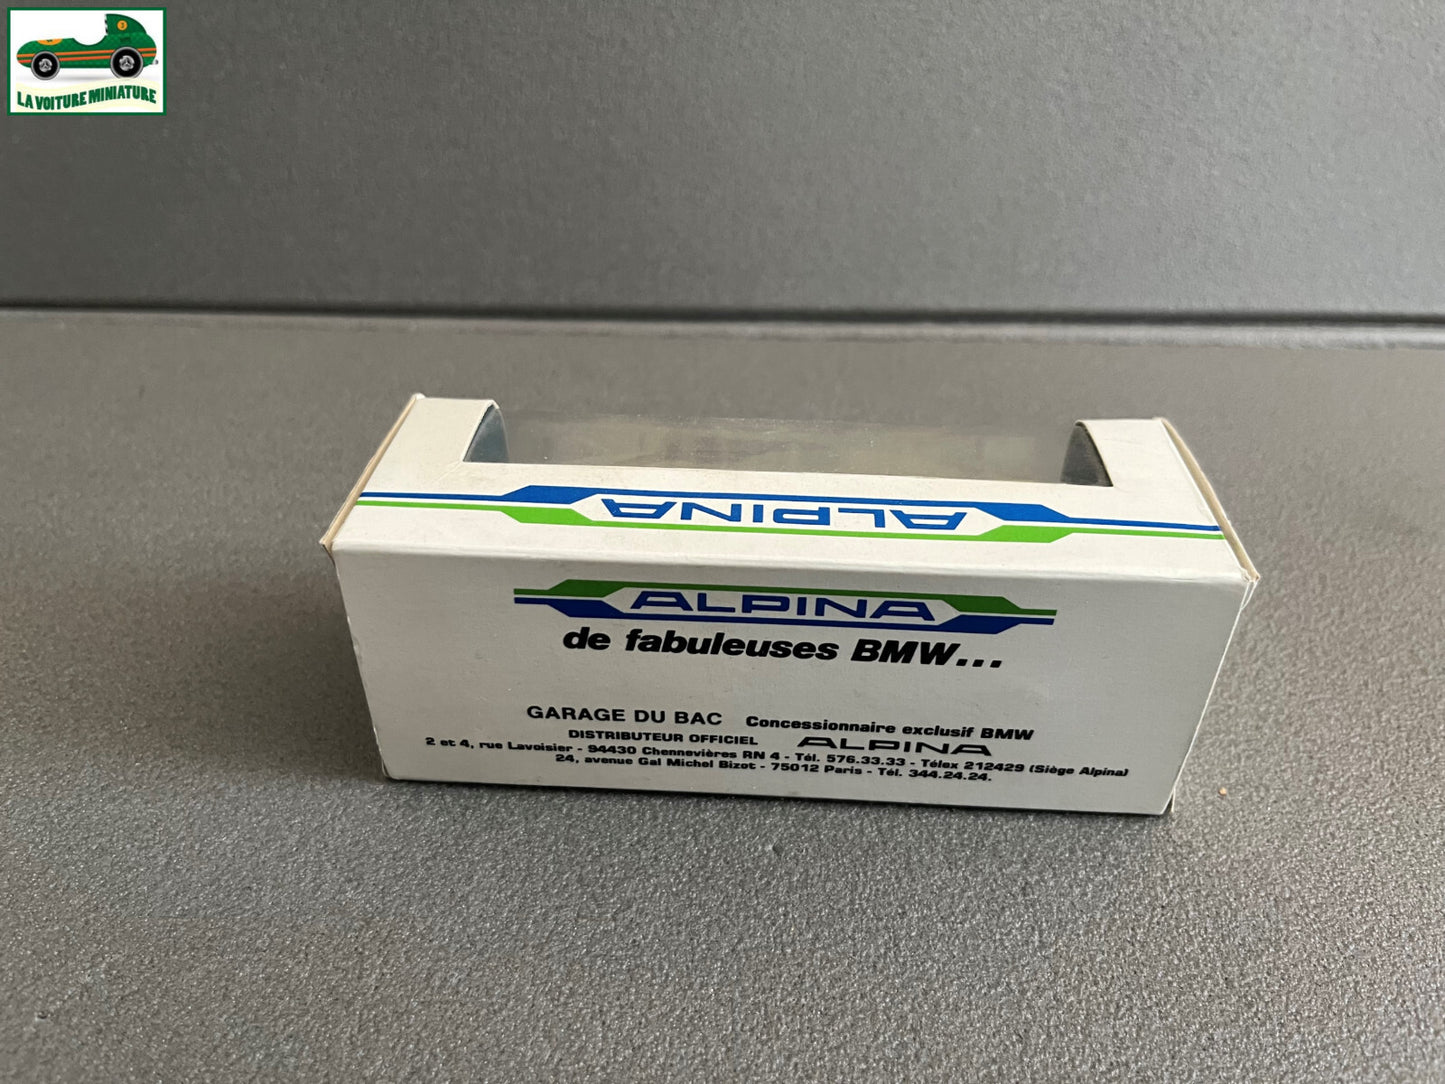 3
LA VOITURE MINIATURE
ALPINA
ALPINA
de fabuleuses BMW...
GARAGE DU BAC Concessionnaire exclusif BMW
DISTRIBUTEUR OFFICIEL ALPINA
2 et 4, rue Lavoisier - 94430 Chennevières RN 4 - Tél. 576.33.33 - Télex 212429 (Siège Alpina)
24, avenue Gal Michel Bizot - 75012 Paris - Tél. 344.24.24.